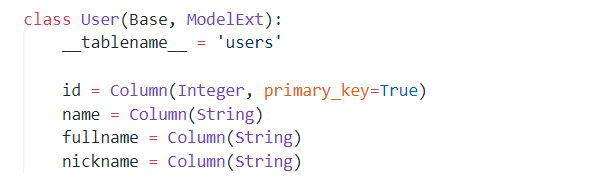 class User(Base, ModelExt):
    __tablename__ = 'users'

    id = Column(Integer, primary_key=True)
    name = Column(String)
    fullname = Column(String)
    nickname = Column(String)